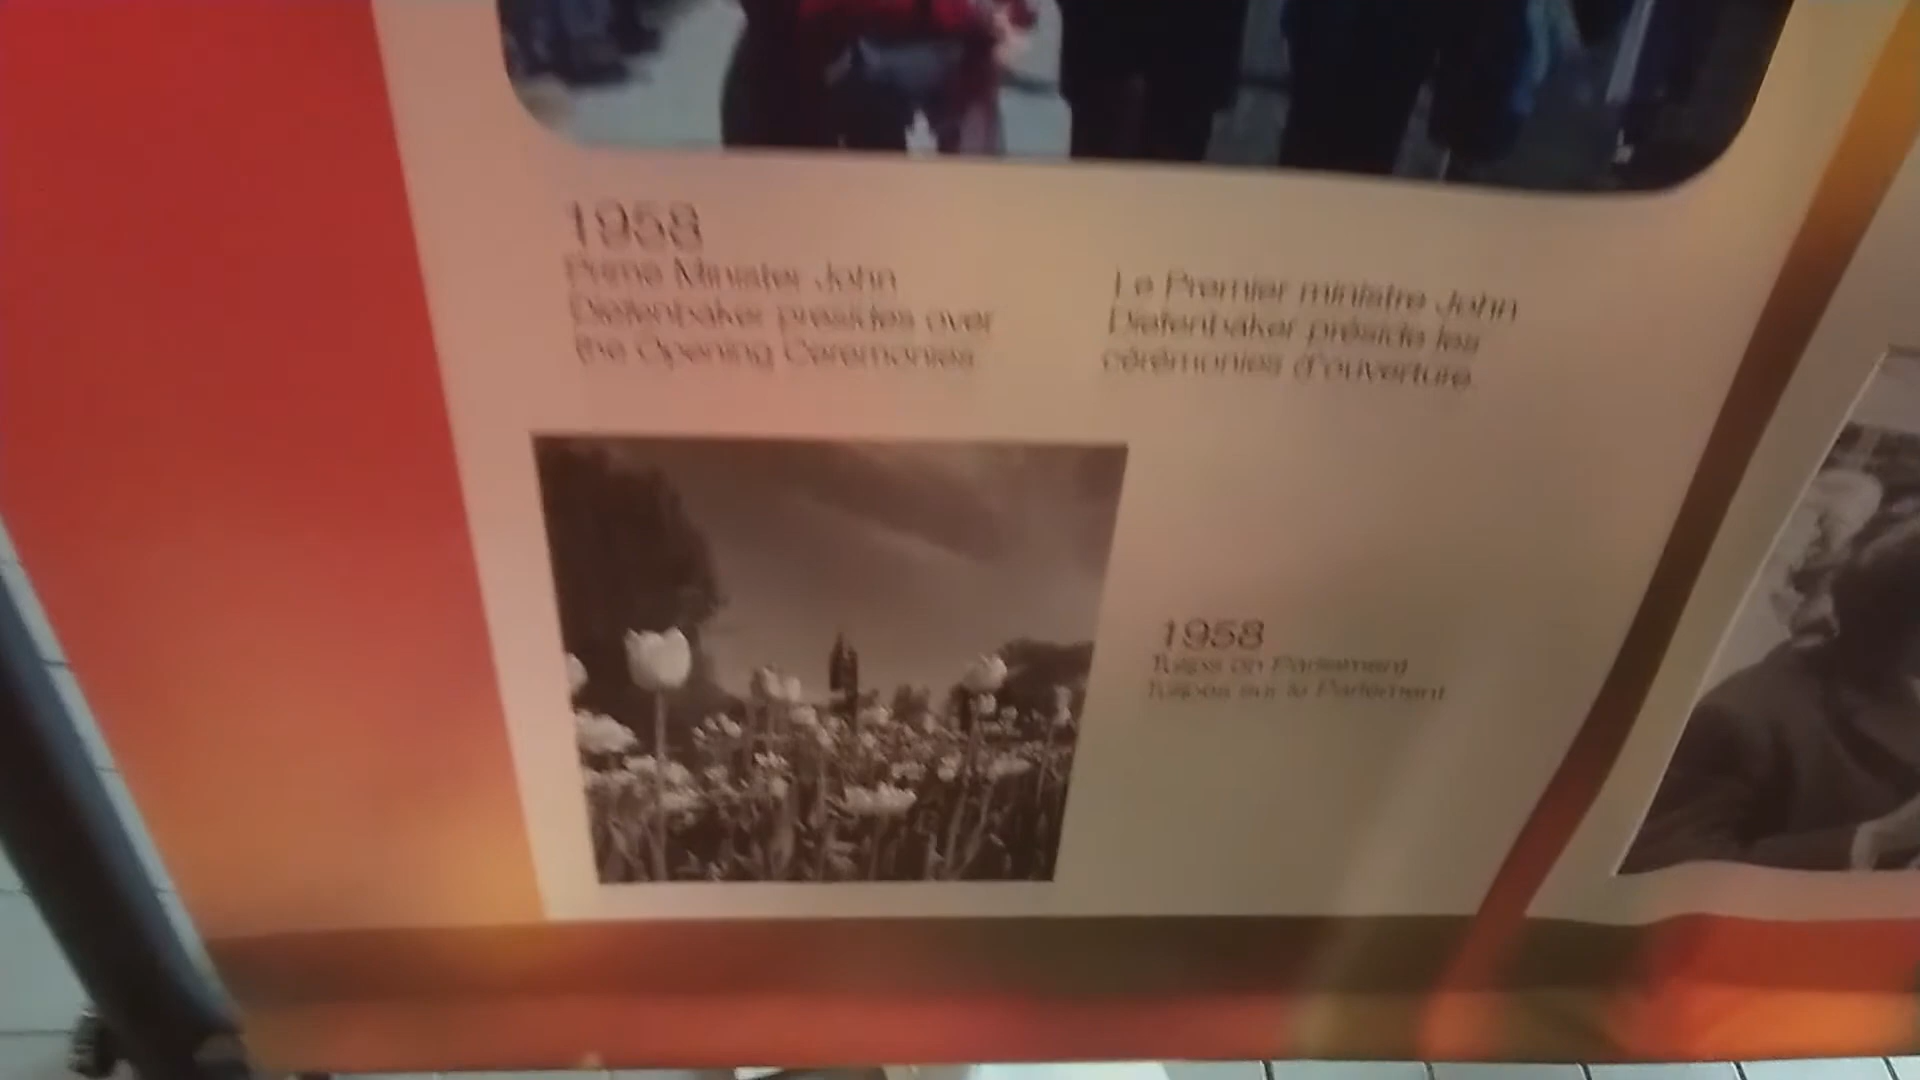 1958
Prime Minister John
Diefenbaker presides over
the Opening Ceremonies.
Le Premier ministre John
Diefenbaker préside les
cérémonies d'ouverture.
1958
Tulips on Parliament
Tulipes sur le Parlement